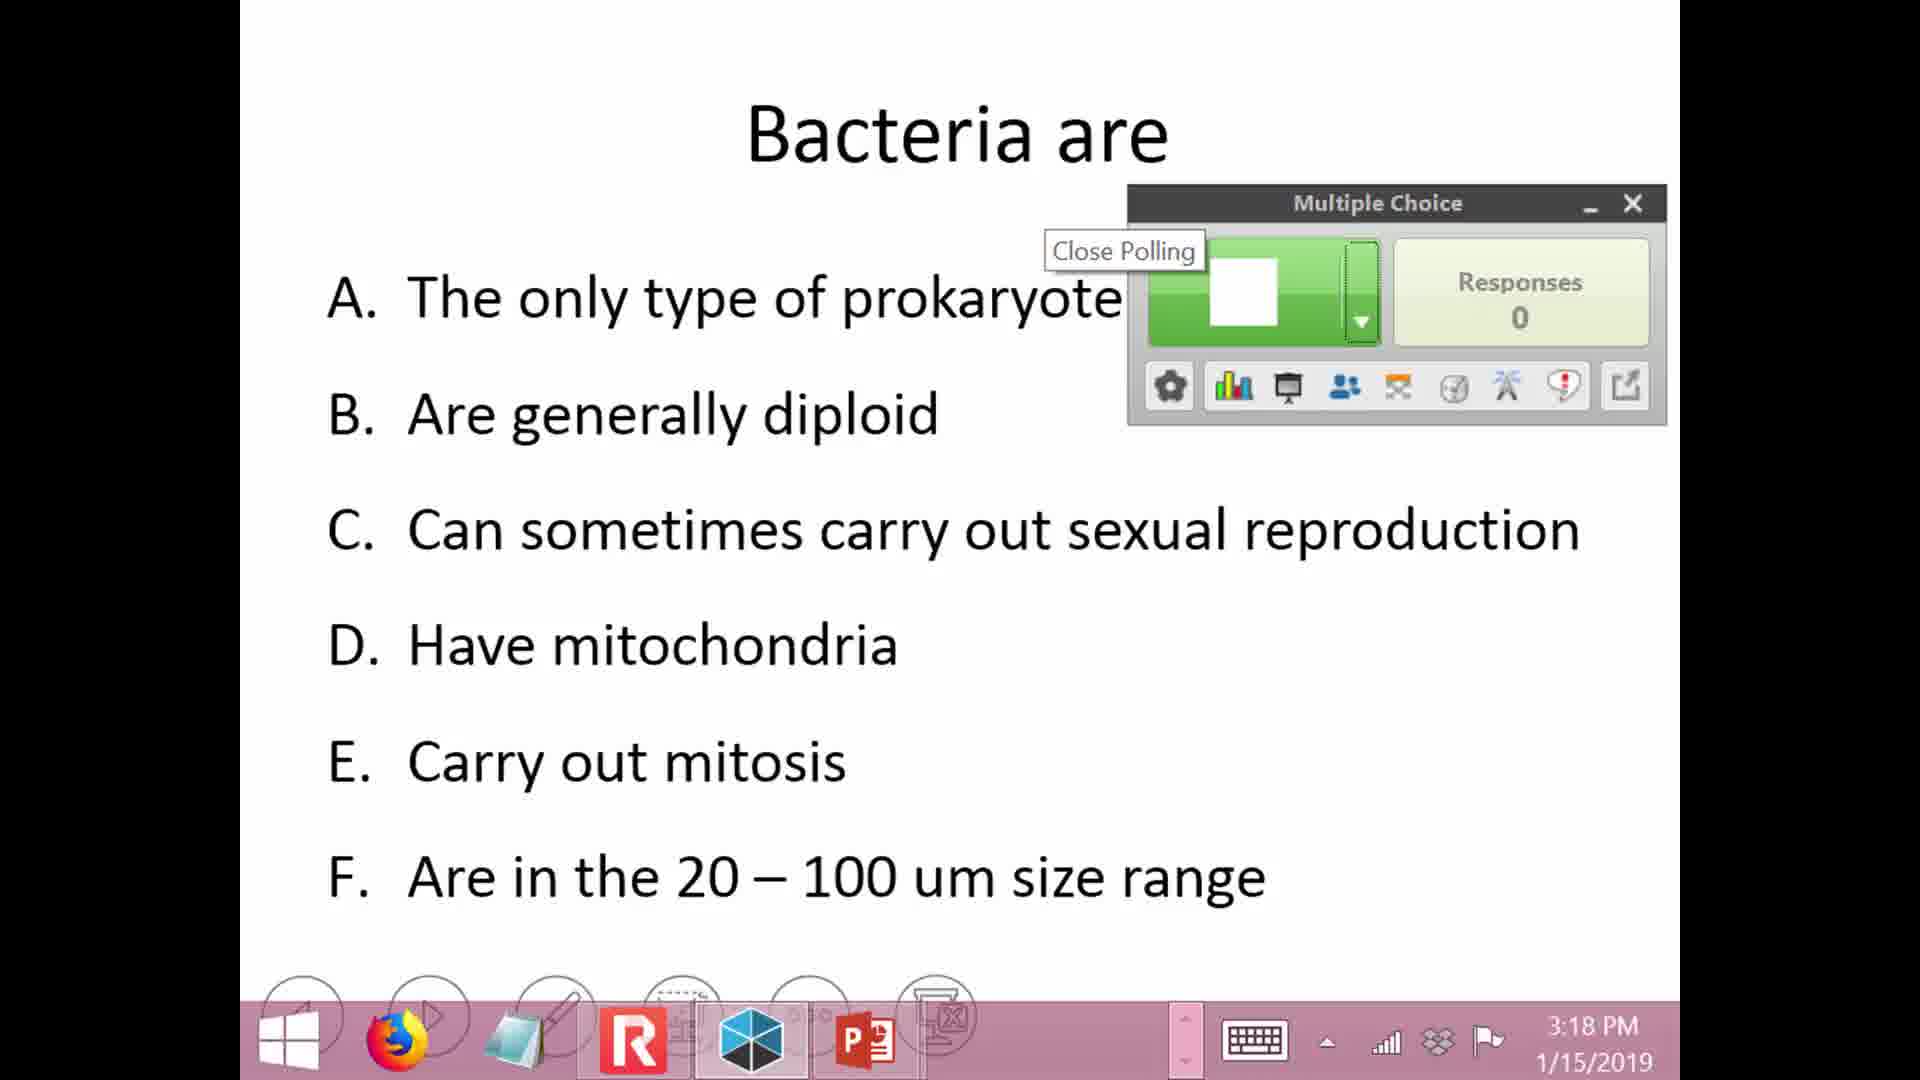 Bacteria are
Multiple Choice
Close Polling
Responses
0
A. The only type of prokaryote
B. Are generally diploid
C. Can sometimes carry out sexual reproduction
D. Have mitochondria
E. Carry out mitosis
F. Are in the 20 – 100 um size range
3:18 PM
1/15/2019